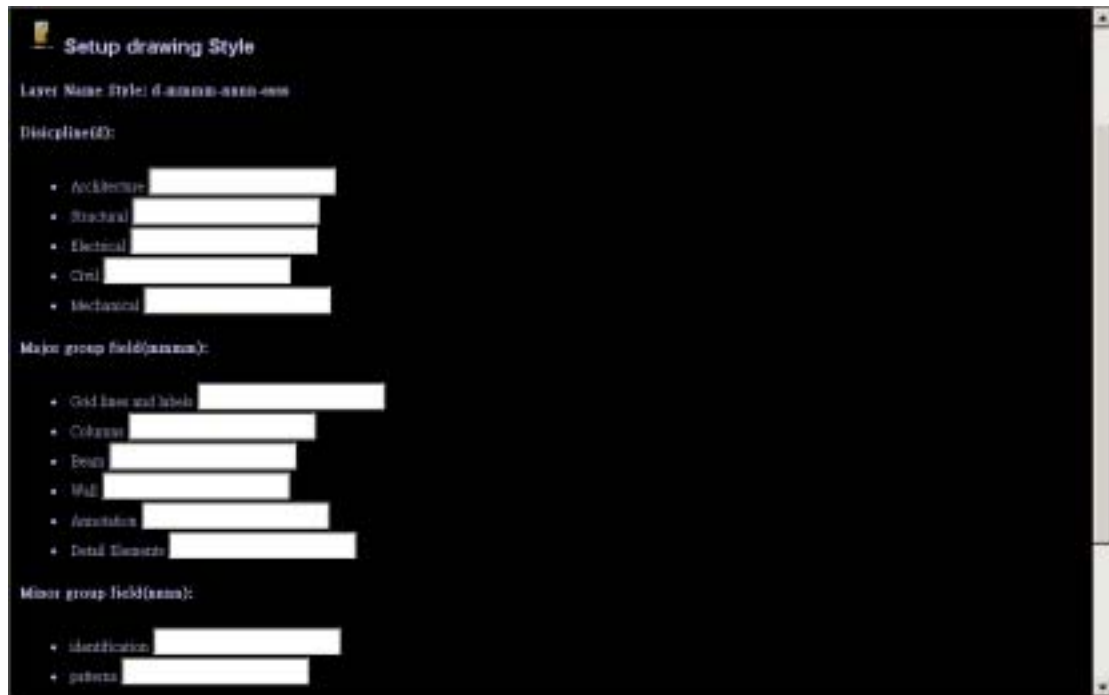 Setup drawing Style
Layer Name Style: d-mmmm-nnnn-ssss
Disicpline(d):
Architecture
Structural
Electrical
Civil
Mechanical
Major group field(mmmm):
Grid lines and labels
Columns
Beam
Wall
Annotation
Detail Elements
Minor group field(nnnn):
identification
patterns